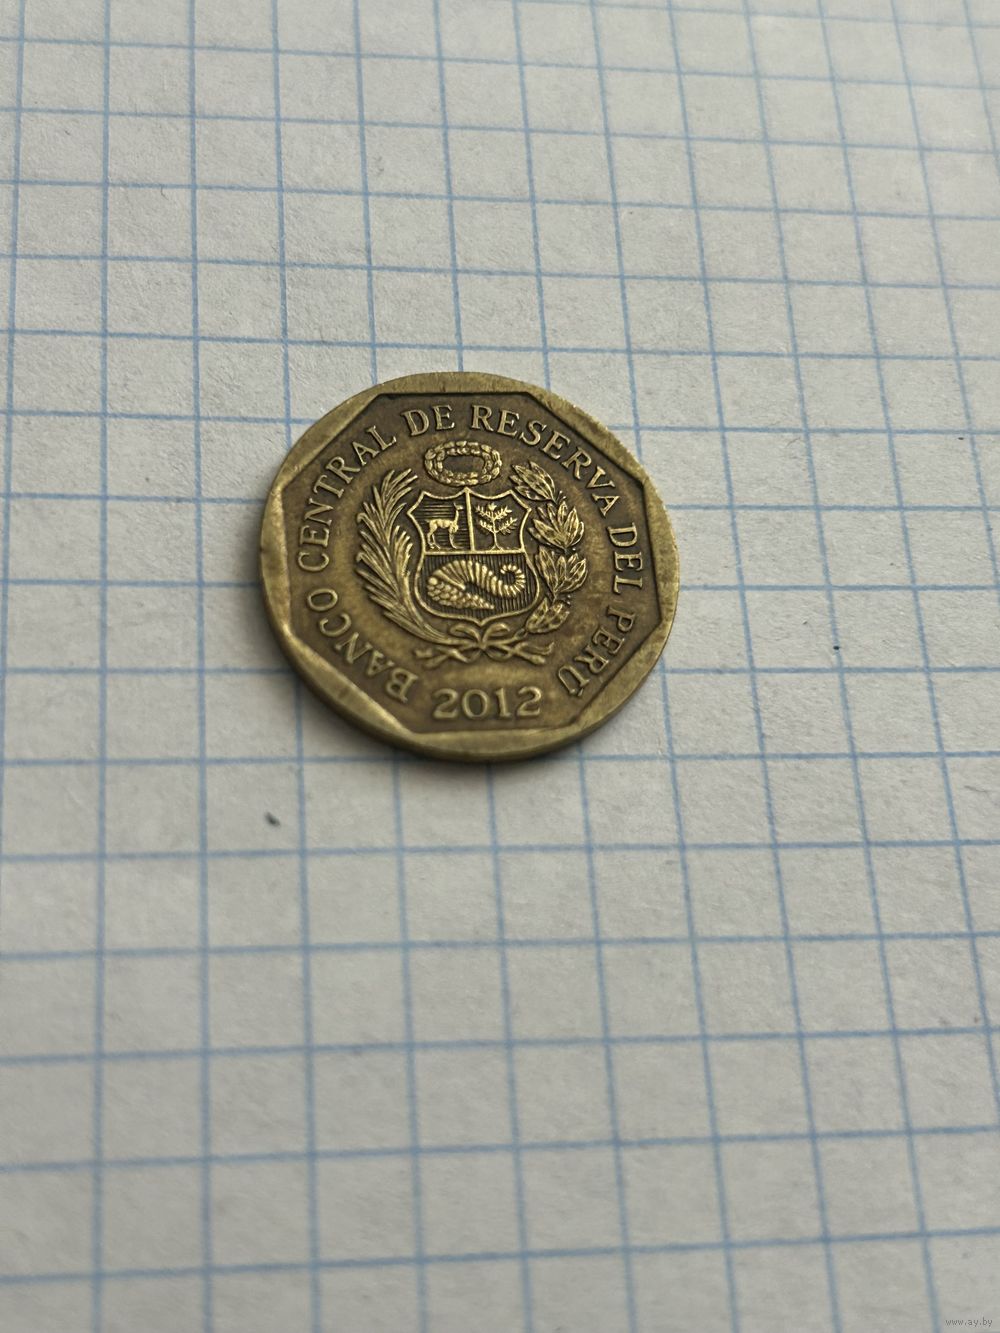 BANCO CENTRAL DE RESERVA DEL PERÚ
2012
www.ay.by